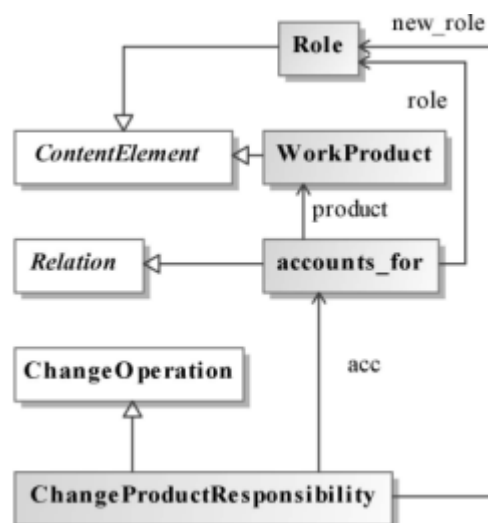 new_role
Role
role
ContentElement
WorkProduct
product
Relation
accounts_for
ChangeOperation
acc
ChangeProductResponsibility